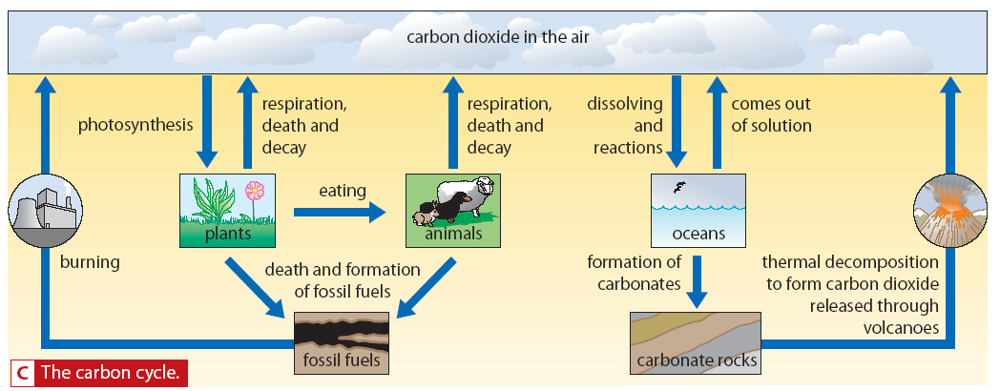 carbon dioxide in the air
photosynthesis
respiration,
death and
decay
respiration,
death and
decay
dissolving
and
reactions
comes out
of solution
eating
plants
animals
oceans
burning
death and formation
of fossil fuels
formation of
carbonates
thermal decomposition
to form carbon dioxide
released through
volcanoes
fossil fuels
carbonate rocks
C The carbon cycle.